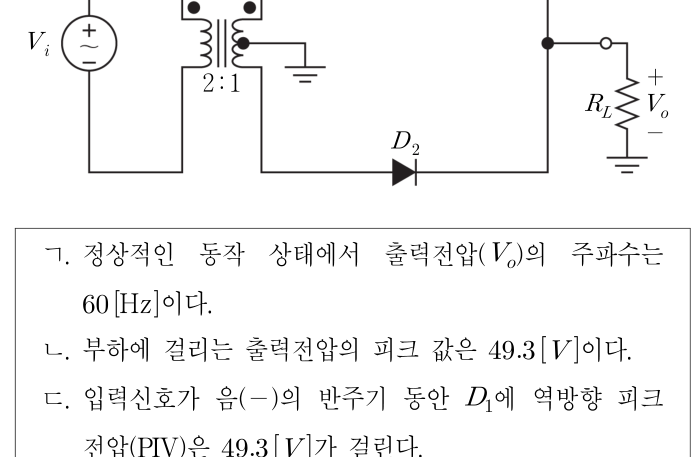 V_i + ~ −
2:1
R_L + V_o −
D_2
ㄱ. 정상적인 동작 상태에서 출력전압(V_o)의 주파수는
60[Hz]이다.
ㄴ. 부하에 걸리는 출력전압의 피크 값은 49.3[V]이다.
ㄷ. 입력신호가 음(−)의 반주기 동안 D_1에 역방향 피크
전압(PIV)은 49.3[V]가 걸린다.